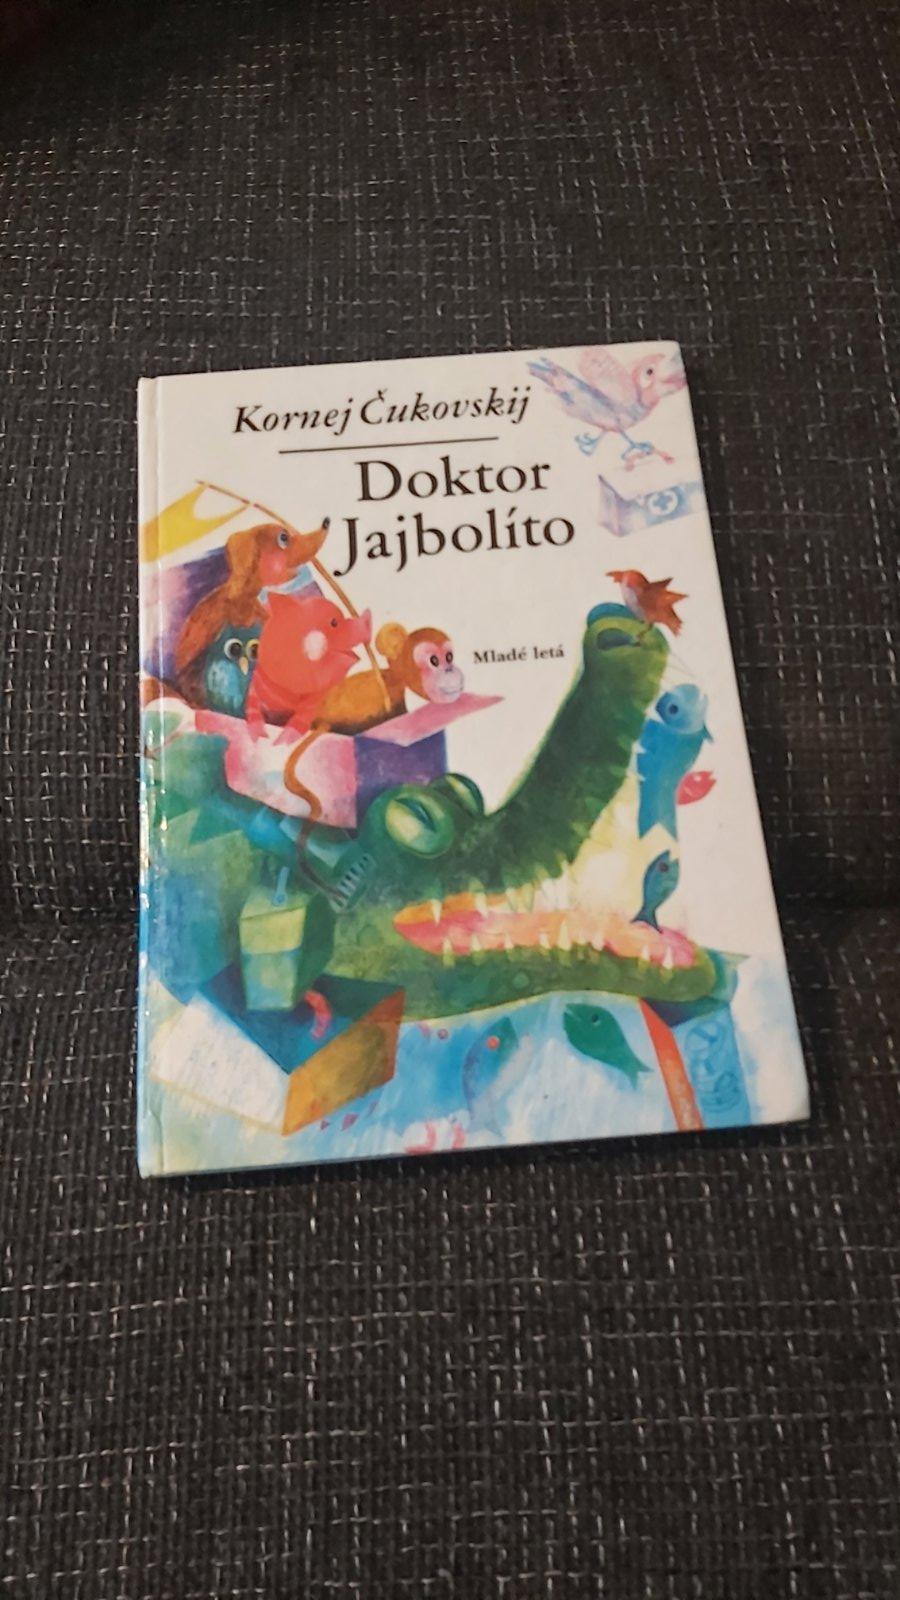 Kornej Čukovskij
Doktor
Jajbolíto
Mladé letá